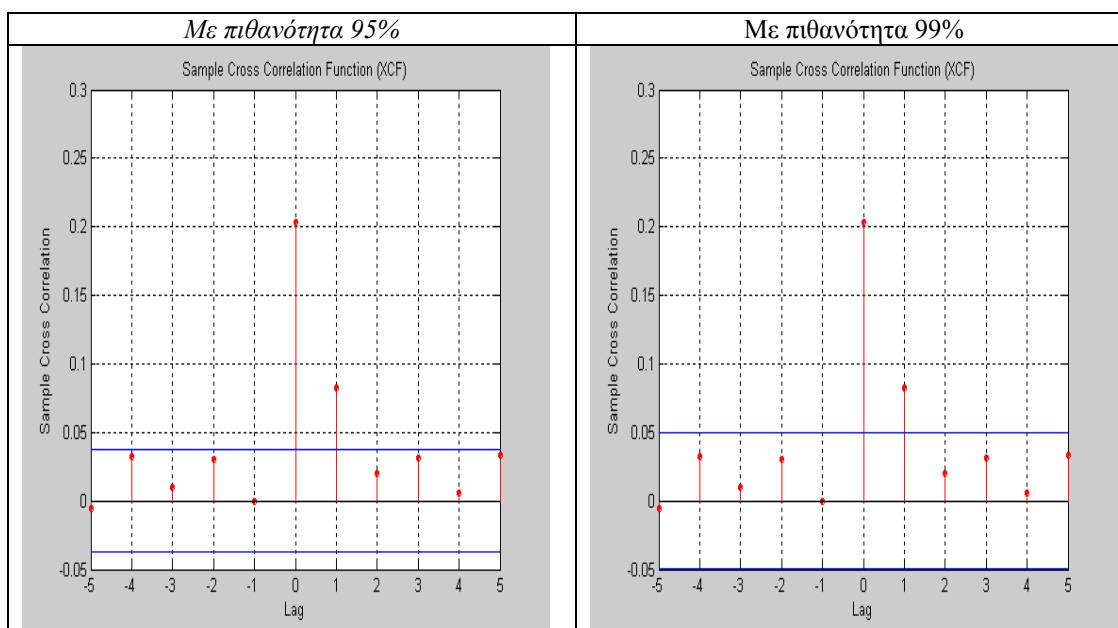 Με πιθανότητα 95%
Με πιθανότητα 99%
Sample Cross Correlation Function (XCF)
Sample Cross Correlation
0.3
0.25
0.2
0.15
0.1
0.05
0
-0.05
-5 -4 -3 -2 -1 0 1 2 3 4 5
Lag
Sample Cross Correlation Function (XCF)
Sample Cross Correlation
0.3
0.25
0.2
0.15
0.1
0.05
0
-0.05
-5 -4 -3 -2 -1 0 1 2 3 4 5
Lag